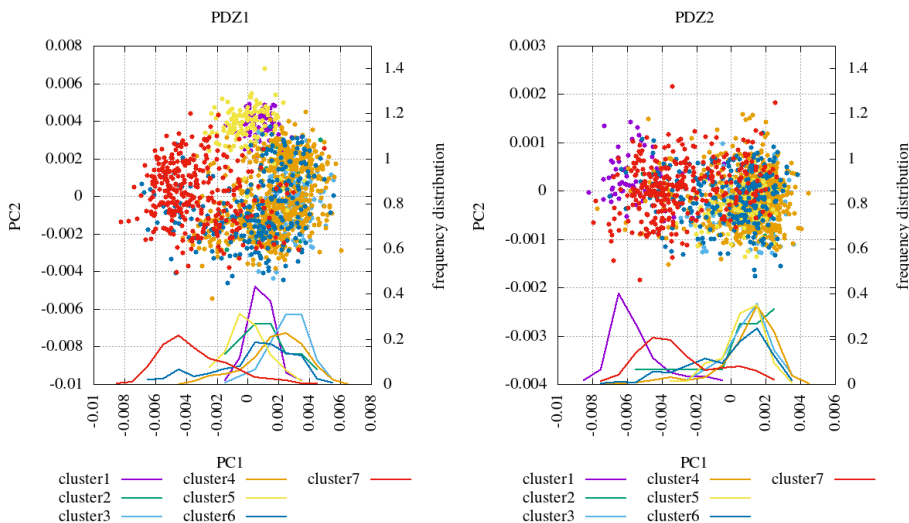 PDZ1
0.008
0.006
0.004
0.002
0
-0.002
-0.004
-0.006
-0.008
-0.01
PC2
1.4
1.2
1
0.8
0.6
0.4
0.2
0
frequency distribution
-0.01
-0.008
-0.006
-0.004
-0.002
0
0.002
0.004
0.006
0.008
PC1
cluster1
cluster2
cluster3
cluster4
cluster5
cluster6
cluster7
PDZ2
0.003
0.002
0.001
0
-0.001
-0.002
-0.003
-0.004
PC2
1.4
1.2
1
0.8
0.6
0.4
0.2
0
frequency distribution
-0.01
-0.008
-0.006
-0.004
-0.002
0
0.002
0.004
0.006
PC1
cluster1
cluster2
cluster3
cluster4
cluster5
cluster6
cluster7